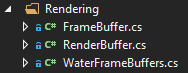 Rendering
C# FrameBuffer.cs
C# RenderBuffer.cs
C# WaterFrameBuffers.cs